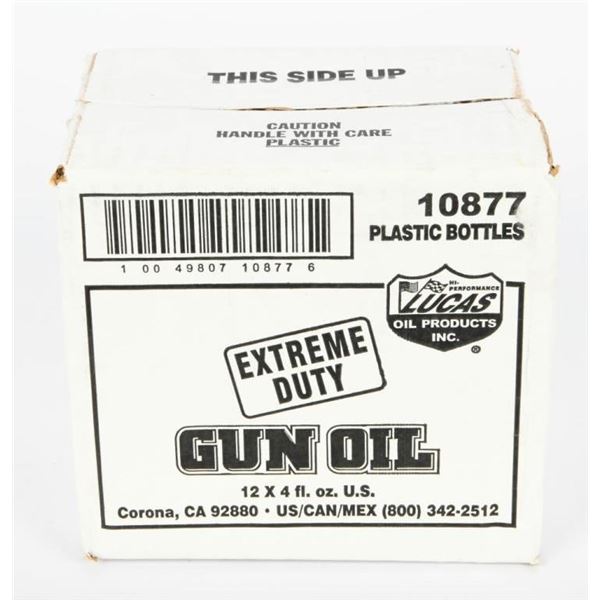 THIS SIDE UP
CAUTION
HANDLE WITH CARE
PLASTIC
1 00 49807 10877 6
10877
PLASTIC BOTTLES
HI-
PERFORMANCE
LUCAS
OIL PRODUCTS
INC.
®
EXTREME
DUTY
GUN OIL
12 X 4 fl. oz. U.S.
Corona, CA 92880 · US/CAN/MEX (800) 342-2512